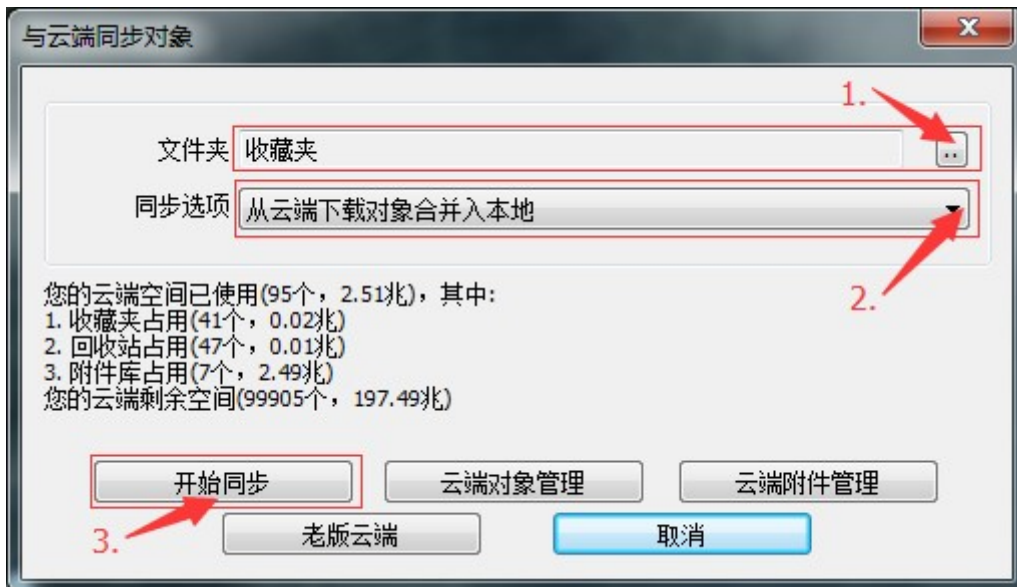 与云端同步对象
1.
文件夹 收藏夹 ..
同步选项 从云端下载对象合并入本地
2.
您的云端空间已使用(95个，2.51兆)，其中:
1. 收藏夹占用(41个，0.02兆)
2. 回收站占用(47个，0.01兆)
3. 附件库占用(7个，2.49兆)
您的云端剩余空间(99905个，197.49兆)
开始同步 云端对象管理 云端附件管理
3.
老版云端 取消